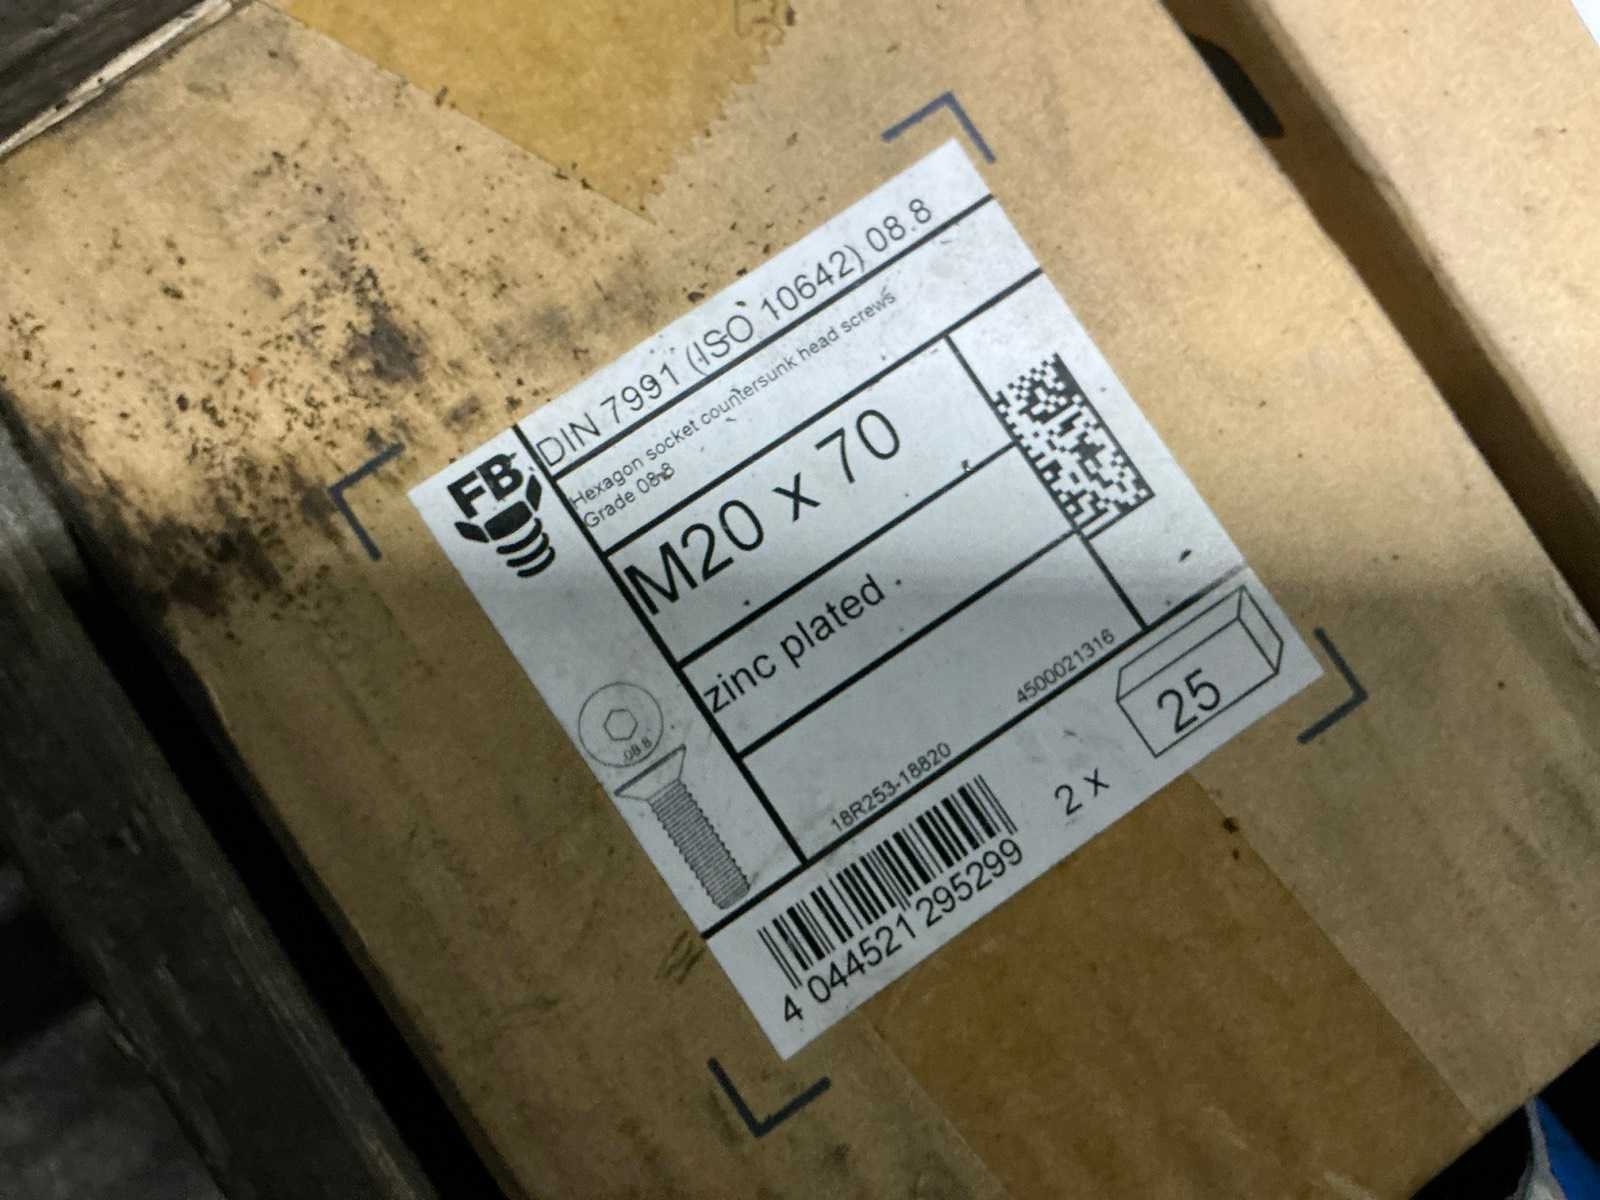 DIN 7991 (ISO 10642) 08.8
Hexagon socket countersunk head screws
Grade 08.8
FB
M20 x 70
zinc plated
08.8
18R253-18820
4500021316
4 044521 295299
2 x
25